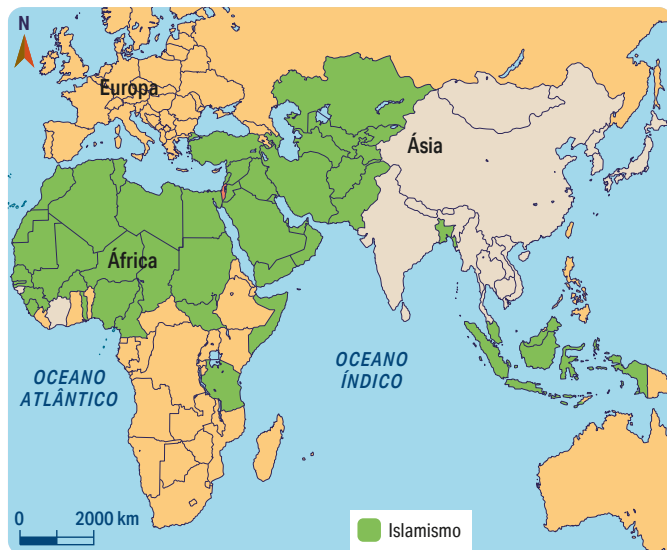 N
Europa
Ásia
África
OCEANO
ATLÂNTICO
OCEANO
ÍNDICO
0 2000 km
Islamismo